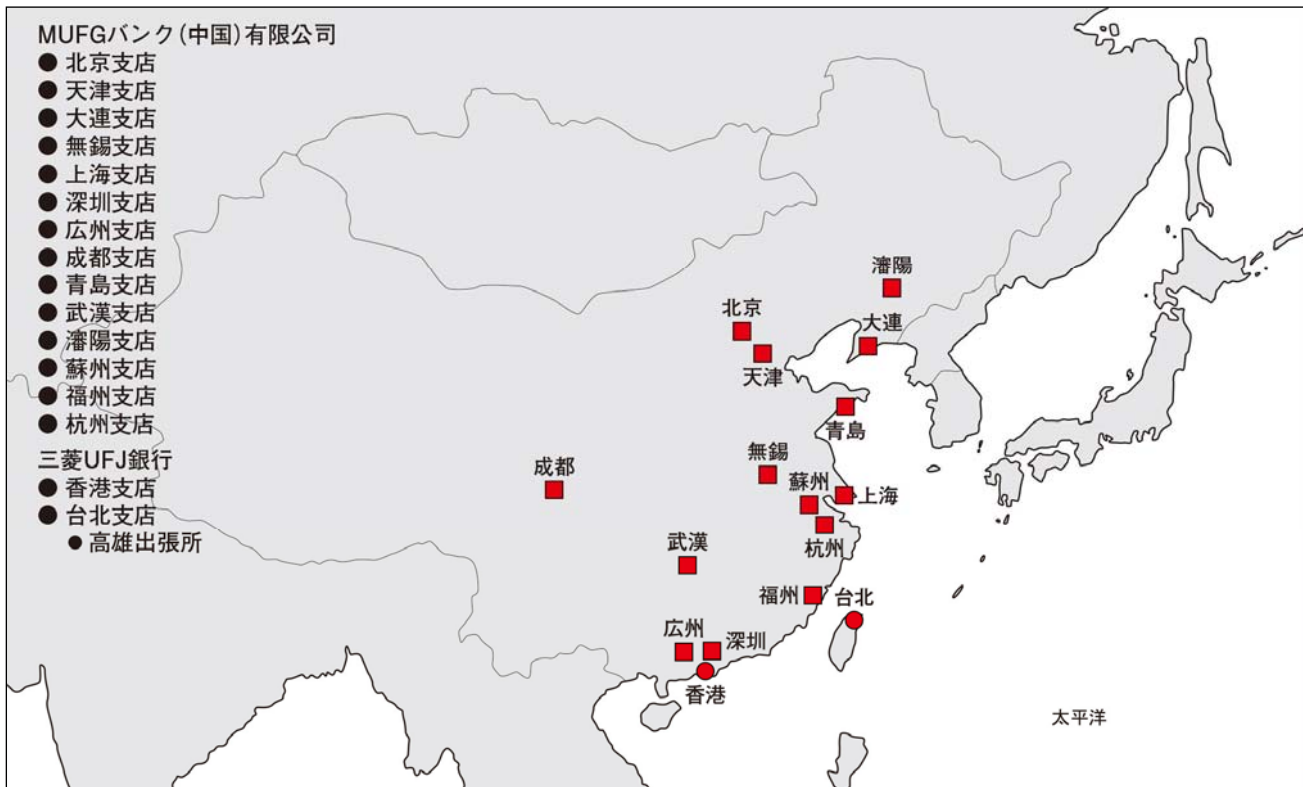 MUFGバンク(中国)有限公司
● 北京支店
● 天津支店
● 大連支店
● 無錫支店
● 上海支店
● 深圳支店
● 広州支店
● 成都支店
● 青島支店
● 武漢支店
● 瀋陽支店
● 蘇州支店
● 福州支店
● 杭州支店
三菱UFJ銀行
● 香港支店
● 台北支店
● 高雄出張所
瀋陽
北京
大連
天津
青島
無錫
成都
蘇州
上海
杭州
武漢
福州
台北
広州
深圳
香港
太平洋